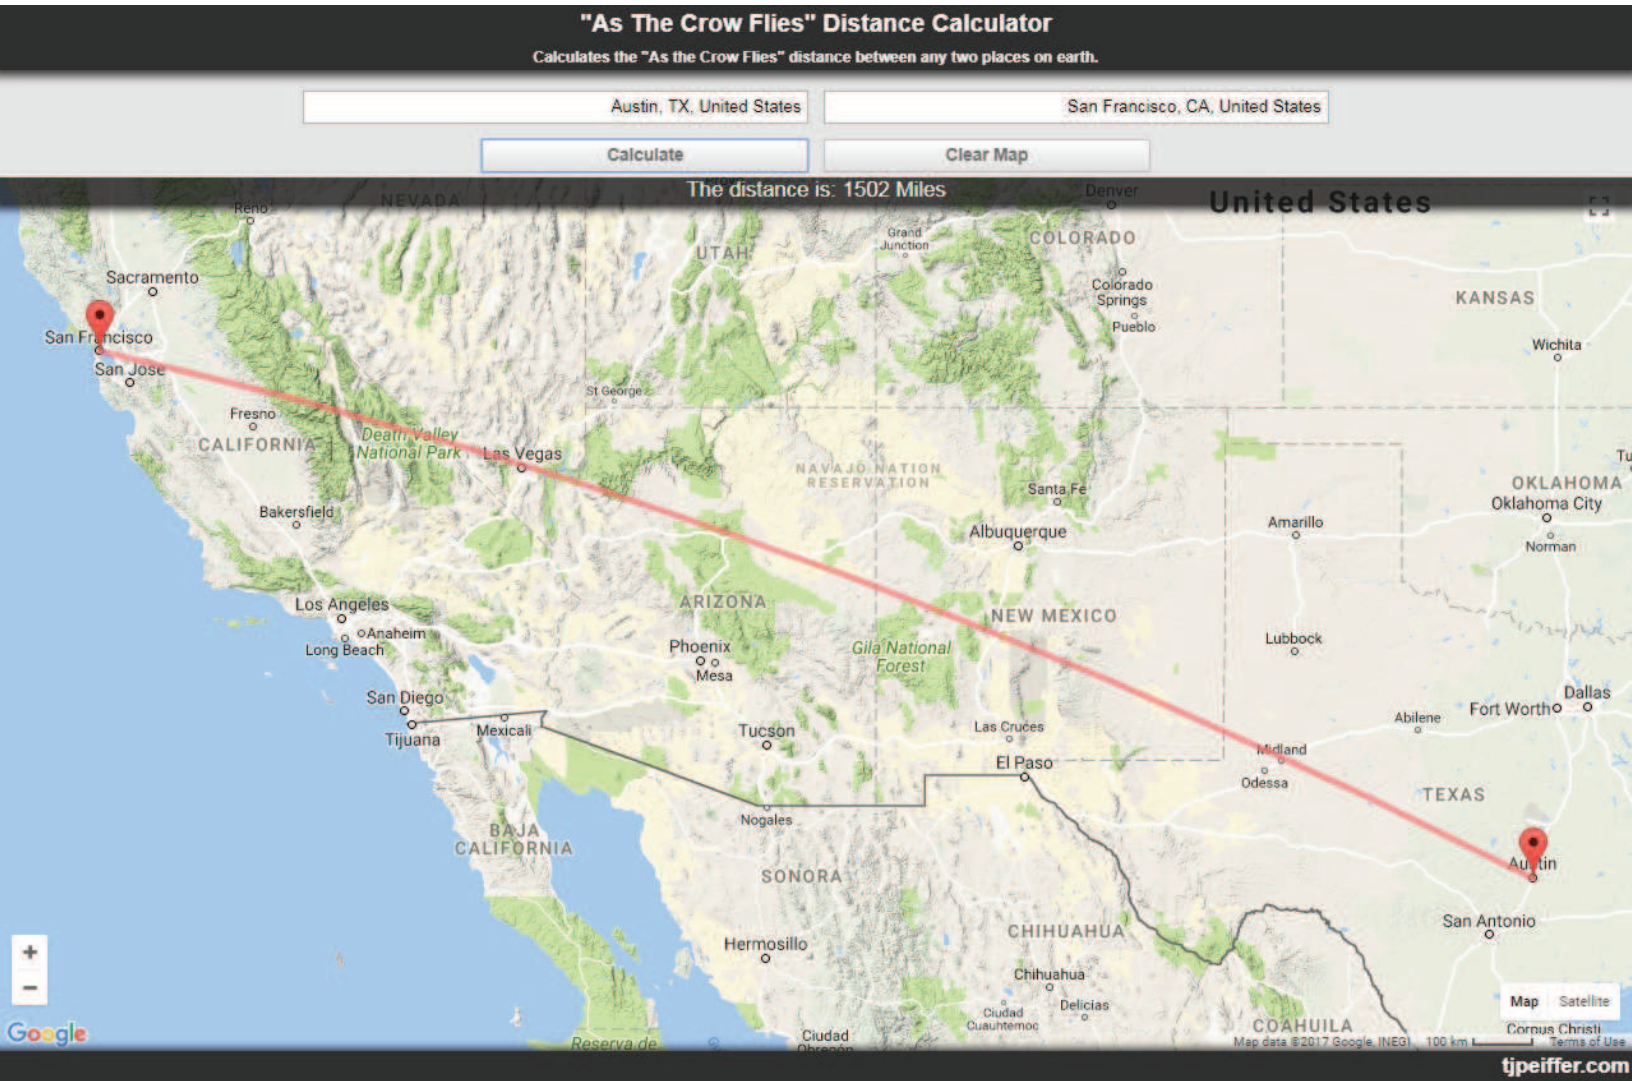 "As The Crow Flies" Distance Calculator
Calculates the "As the Crow Flies" distance between any two places on earth.
Austin, TX, United States
San Francisco, CA, United States
Calculate
Clear Map
The distance is: 1502 Miles
Reno
NEVADA
Denver
United States
UTAH
Grand
Junction
COLORADO
Sacramento
Colorado
Springs
KANSAS
Pueblo
San Francisco
Wichita
San Jose
St George
Fresno
CALIFORNIA
Death Valley
National Park
Las Vegas
NAVAJO NATION
RESERVATION
Tu
OKLAHOMA
Santa Fe
Oklahoma City
Bakersfield
Albuquerque
Amarillo
Norman
Los Angeles
ARIZONA
NEW MEXICO
Anaheim
Long Beach
Phoenix
Mesa
Gila National
Forest
Lubbock
San Diego
Dallas
Fort Worth
Abilene
Tijuana
Mexicali
Tucson
Las Cruces
Midland
El Paso
Odessa
TEXAS
Nogales
BAJA
CALIFORNIA
Austin
SONORA
San Antonio
CHIHUAHUA
Hermosillo
Chihuahua
Delicias
Ciudad
Cuauhtemoc
COAHUILA
Map
Satellite
Corpus Christi
+
−
Google
Reserva de
Ciudad
Obregón
Map data ©2017 Google, INEGI
100 km
Terms of Use
tjpeiffer.com